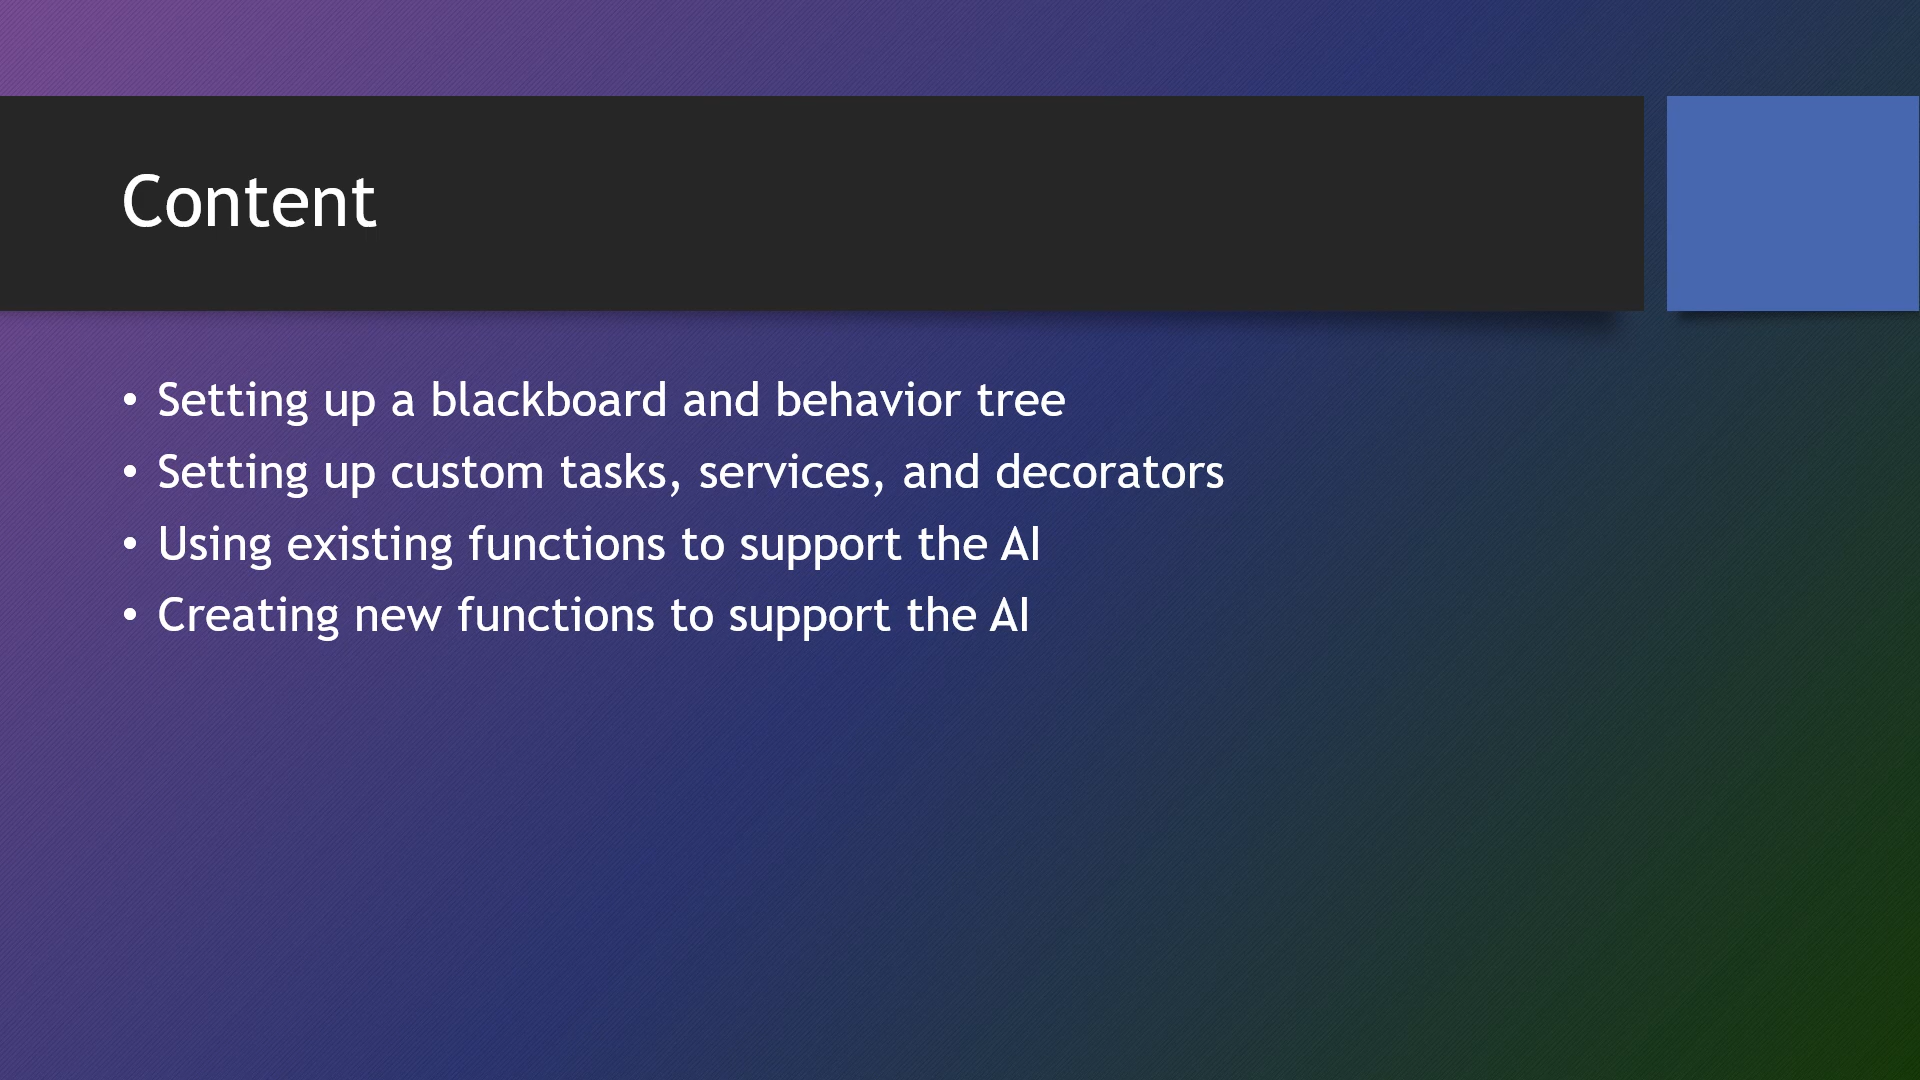 Content
• Setting up a blackboard and behavior tree
• Setting up custom tasks, services, and decorators
• Using existing functions to support the AI
• Creating new functions to support the AI